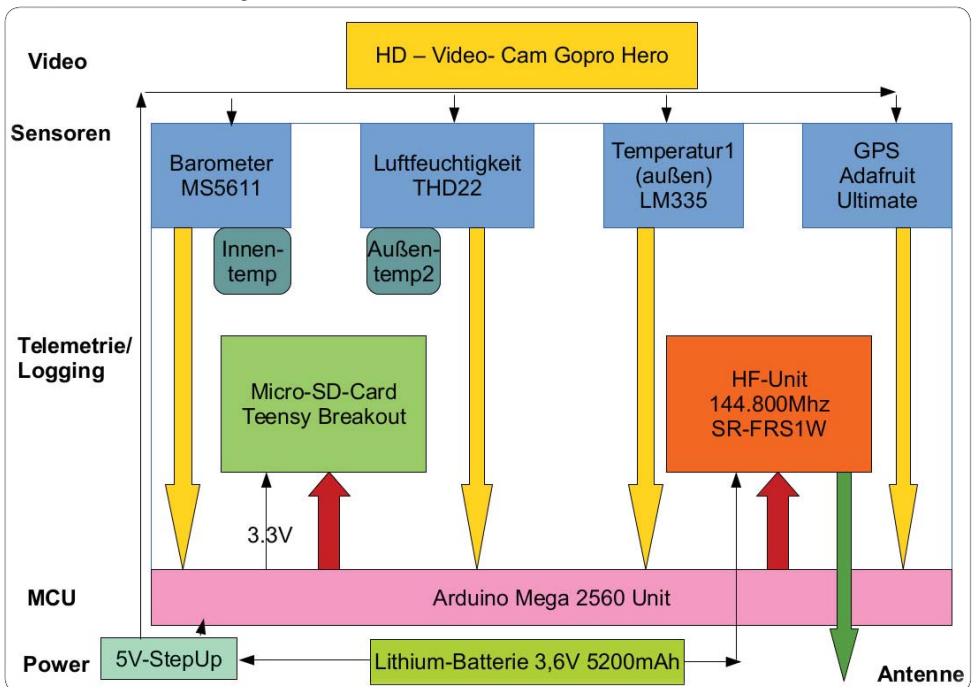 Video
HD – Video- Cam Gopro Hero
Sensoren
Barometer
MS5611
Luftfeuchtigkeit
THD22
Temperatur1
(außen)
LM335
GPS
Adafruit
Ultimate
Innen-
temp
Außen-
temp2
Telemetrie/
Logging
Micro-SD-Card
Teensy Breakout
HF-Unit
144.800Mhz
SR-FRS1W
3.3V
MCU
Arduino Mega 2560 Unit
Power
5V-StepUp
Lithium-Batterie 3,6V 5200mAh
Antenne